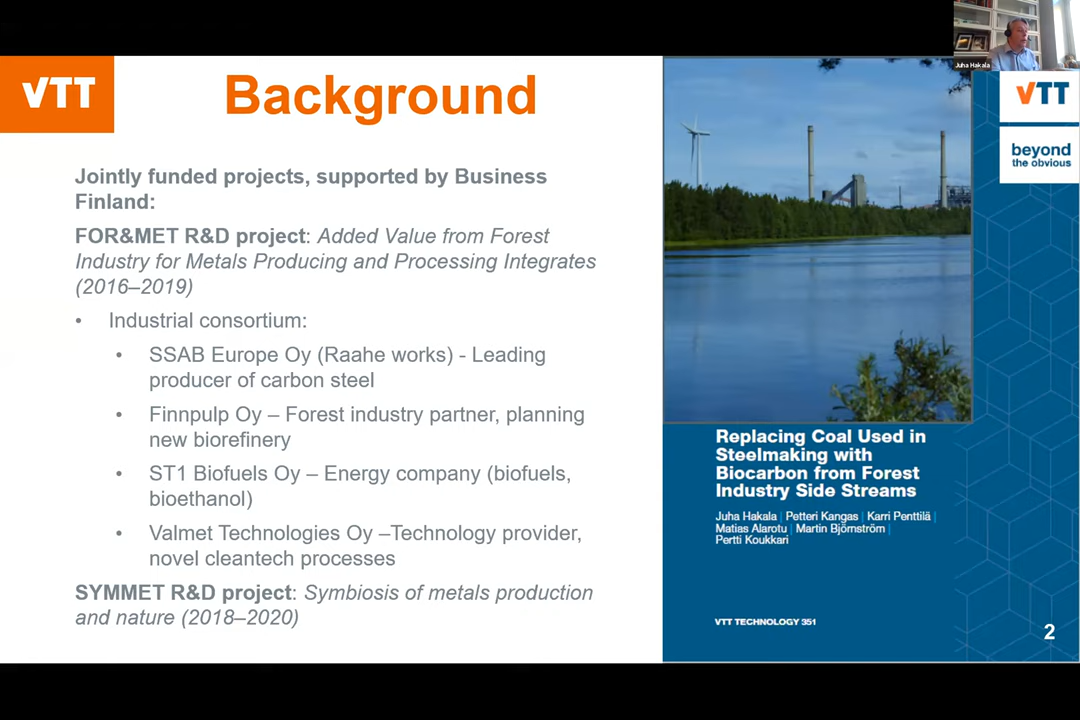 VTT
Background
Jointly funded projects, supported by Business
Finland:
FOR&MET R&D project: Added Value from Forest
Industry for Metals Producing and Processing Integrates
(2016–2019)
• Industrial consortium:
• SSAB Europe Oy (Raahe works) - Leading
producer of carbon steel
• Finnpulp Oy – Forest industry partner, planning
new biorefinery
• ST1 Biofuels Oy – Energy company (biofuels,
bioethanol)
• Valmet Technologies Oy –Technology provider,
novel cleantech processes
SYMMET R&D project: Symbiosis of metals production
and nature (2018–2020)
Juha Hakala
VTT
beyond
the obvious
Replacing Coal Used in
Steelmaking with
Biocarbon from Forest
Industry Side Streams
Juha Hakala | Petteri Kangas | Karri Penttilä |
Matias Alarotu | Martin Björnström |
Pertti Koukkari
VTT TECHNOLOGY 351
2